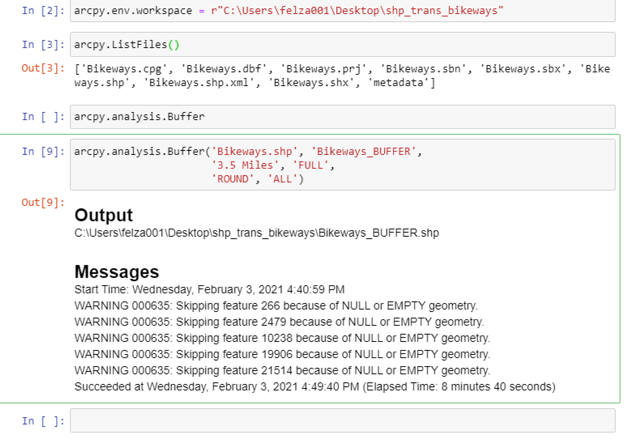 In [2]: arcpy.env.workspace = r"C:\Users\felza001\Desktop\shp_trans_bikeways"
In [3]: arcpy.ListFiles()
Out[3]: ['Bikeways.cpg', 'Bikeways.dbf', 'Bikeways.prj', 'Bikeways.sbn', 'Bikeways.sbx', 'Bike
ways.shp', 'Bikeways.shp.xml', 'Bikeways.shx', 'metadata']
In [ ]: arcpy.analysis.Buffer
In [9]: arcpy.analysis.Buffer('Bikeways.shp', 'Bikeways_BUFFER',
'3.5 Miles', 'FULL',
'ROUND', 'ALL')
Out[9]:
Output
C:\Users\felza001\Desktop\shp_trans_bikeways\Bikeways_BUFFER.shp
Messages
Start Time: Wednesday, February 3, 2021 4:40:59 PM
WARNING 000635: Skipping feature 266 because of NULL or EMPTY geometry.
WARNING 000635: Skipping feature 2479 because of NULL or EMPTY geometry.
WARNING 000635: Skipping feature 10238 because of NULL or EMPTY geometry.
WARNING 000635: Skipping feature 19906 because of NULL or EMPTY geometry.
WARNING 000635: Skipping feature 21514 because of NULL or EMPTY geometry.
Succeeded at Wednesday, February 3, 2021 4:49:40 PM (Elapsed Time: 8 minutes 40 seconds)
In [ ]: